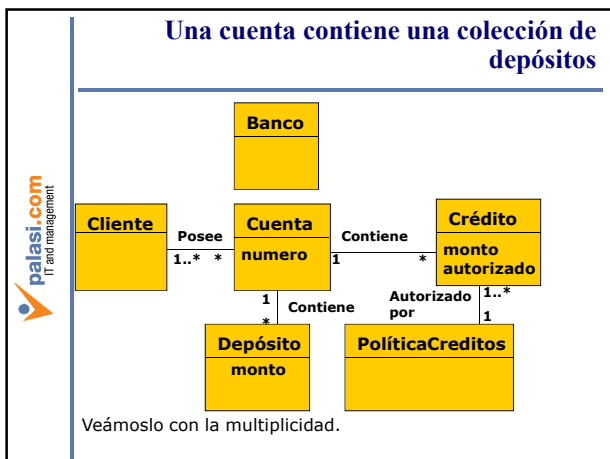 Una cuenta contiene una colección de
depósitos
palasi.com
IT and management
Banco
Cliente
Posee
1..* *
Cuenta
numero
Contiene
1 *
Crédito
monto
autorizado
1
*
Contiene
Autorizado
por
1..*
1
Depósito
monto
PolíticaCreditos
Veámoslo con la multiplicidad.